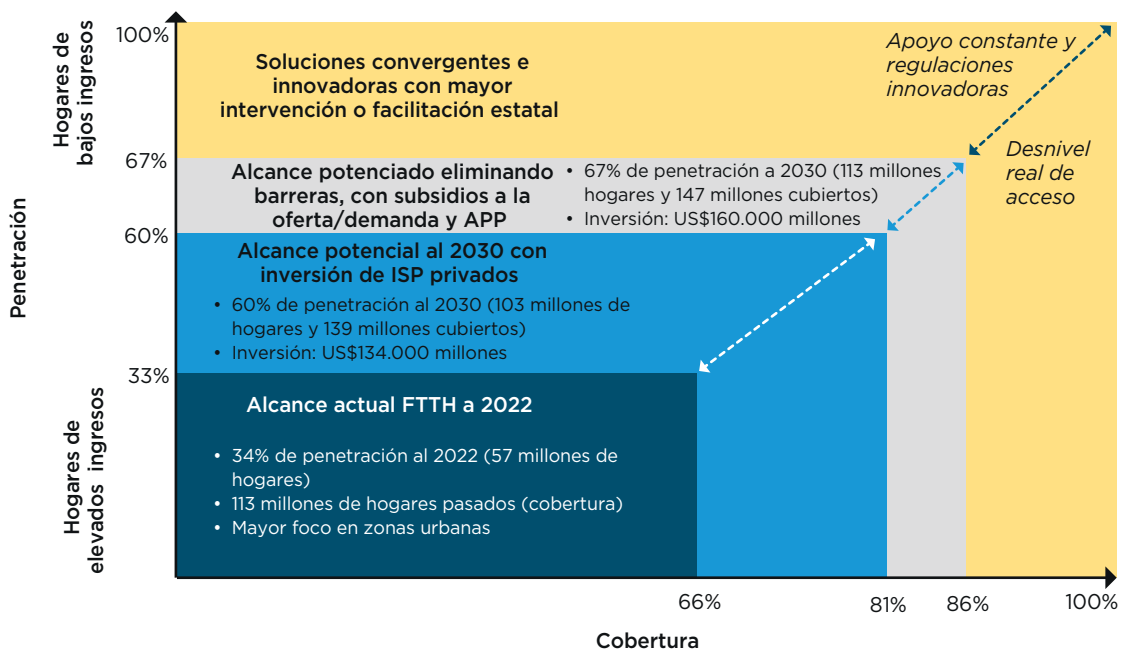 Penetración
Hogares de
bajos ingresos
Hogares de
elevados ingresos
100%
67%
60%
33%
Soluciones convergentes e
innovadoras con mayor
intervención o facilitación estatal
Apoyo constante y
regulaciones
innovadoras
Desnivel
real de
acceso
Alcance potenciado eliminando
barreras, con subsidios a la
oferta/demanda y APP
• 67% de penetración a 2030 (113 millones
hogares y 147 millones cubiertos)
• Inversión: US$160.000 millones
Alcance potencial al 2030 con
inversión de ISP privados
• 60% de penetración al 2030 (103 millones de
hogares y 139 millones cubiertos)
• Inversión: US$134.000 millones
Alcance actual FTTH a 2022
• 34% de penetración al 2022 (57 millones de
hogares)
• 113 millones de hogares pasados (cobertura)
• Mayor foco en zonas urbanas
66%
81%
86%
100%
Cobertura